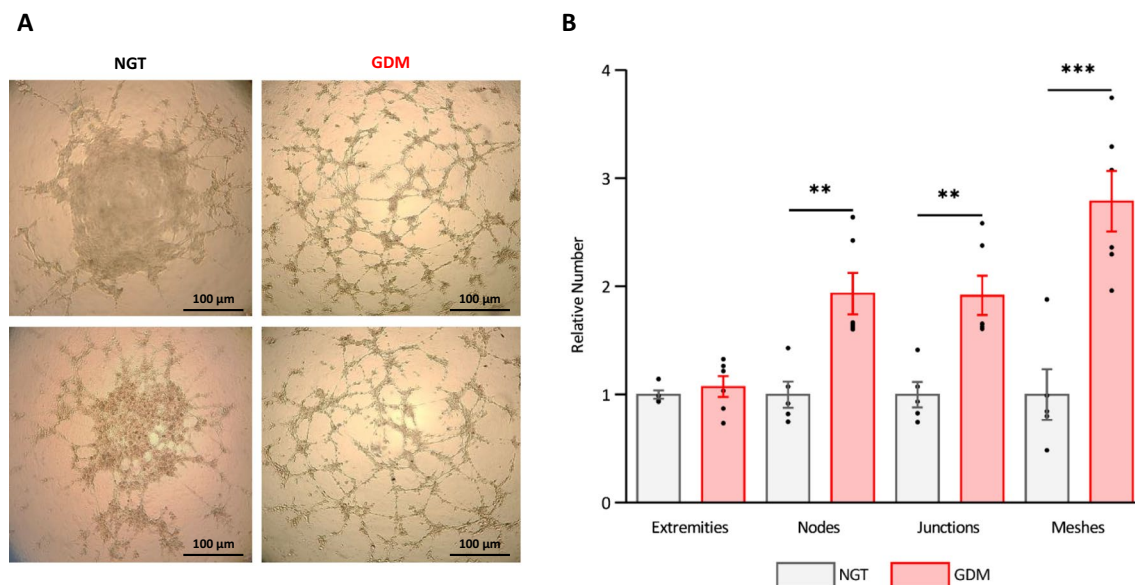 A
NGT
GDM
100 µm
100 µm
100 µm
100 µm
B
4
3
2
1
0
Relative Number
**
**
***
Extremities
Nodes
Junctions
Meshes
NGT
GDM